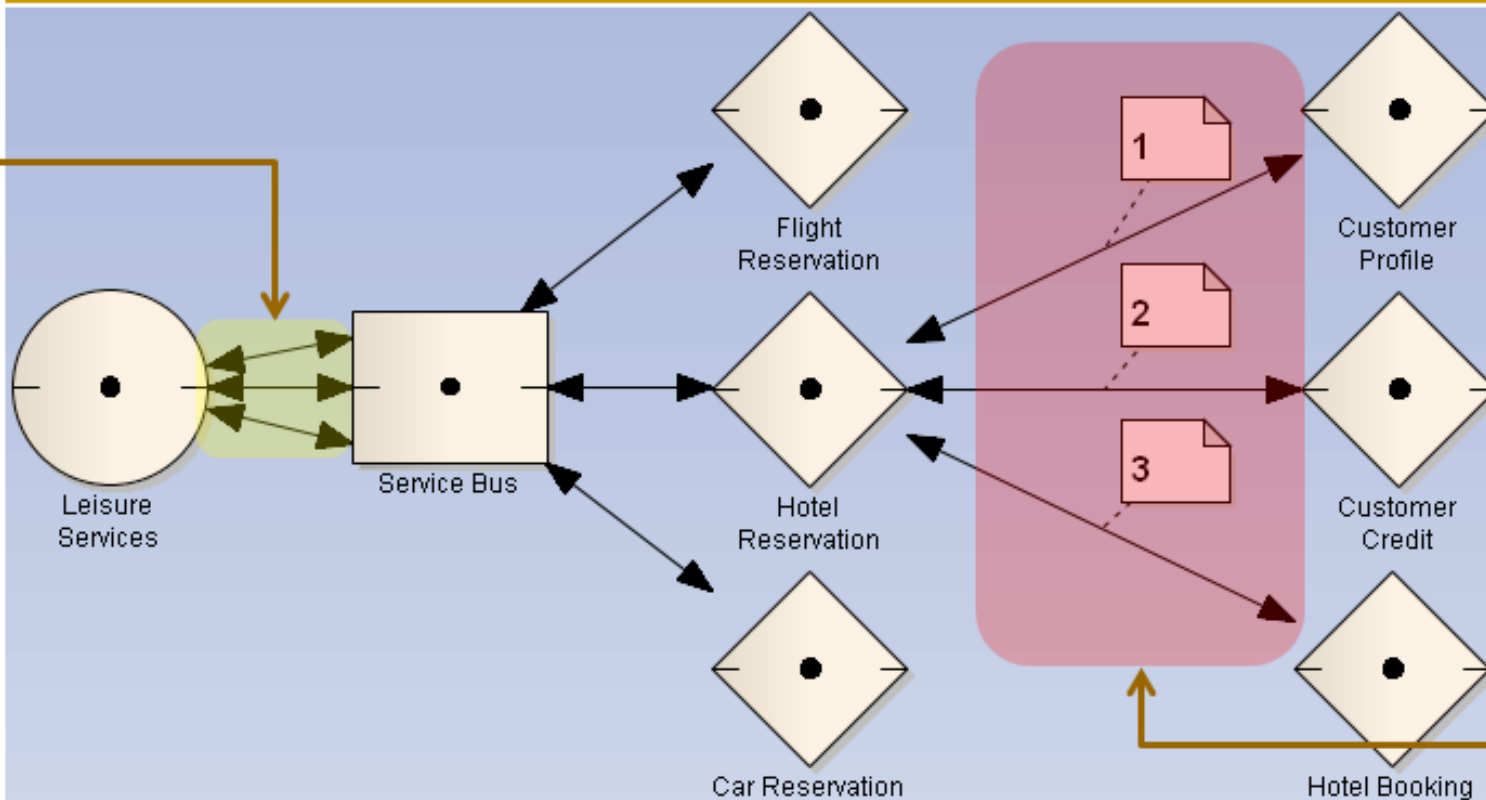 1
Flight
Reservation
Customer
Profile
2
Leisure
Services
Service Bus
3
Hotel
Reservation
Customer
Credit
Car Reservation
Hotel Booking